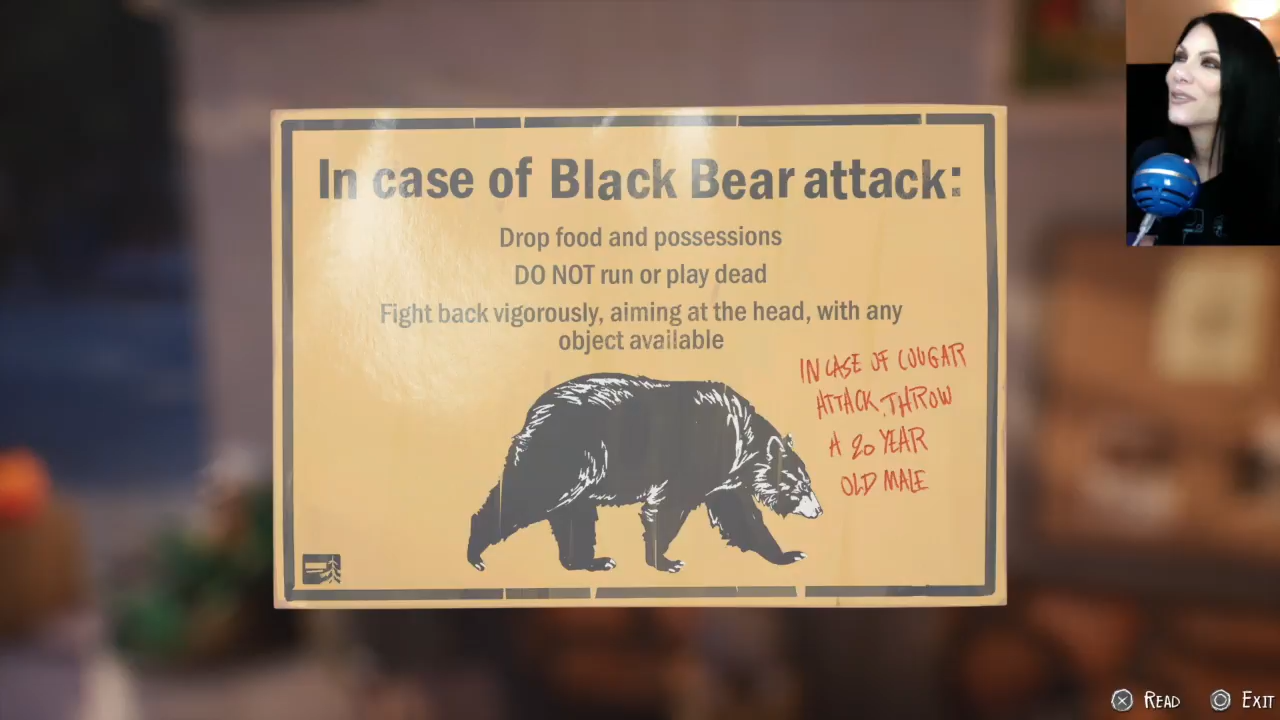 In case of Black Bear attack:
Drop food and possessions
DO NOT run or play dead
Fight back vigorously, aiming at the head, with any
object available
IN CASE OF COUGAR
ATTACK, THROW
A 20 YEAR
OLD MALE
READ
EXIT